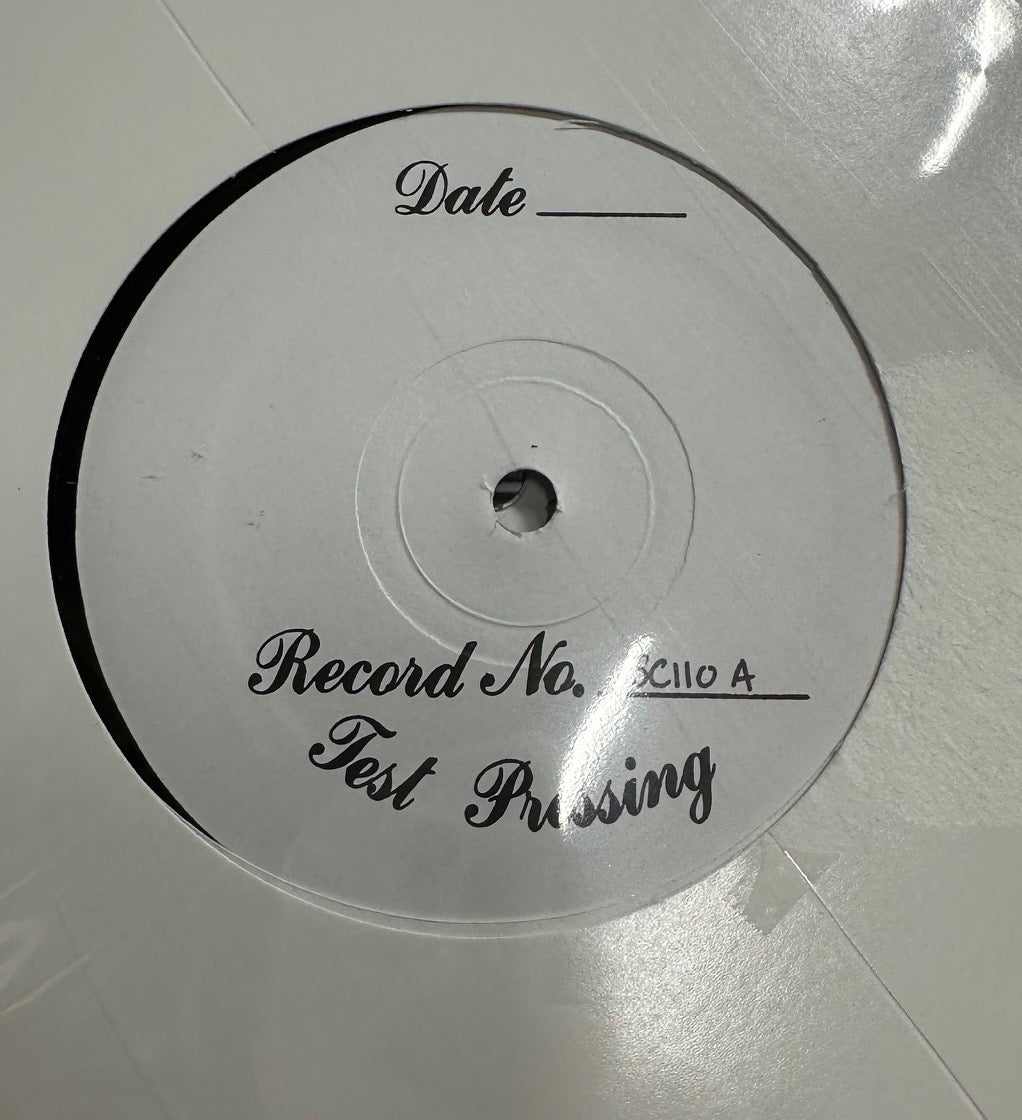 Date
Record No. SC110 A
Test Pressing